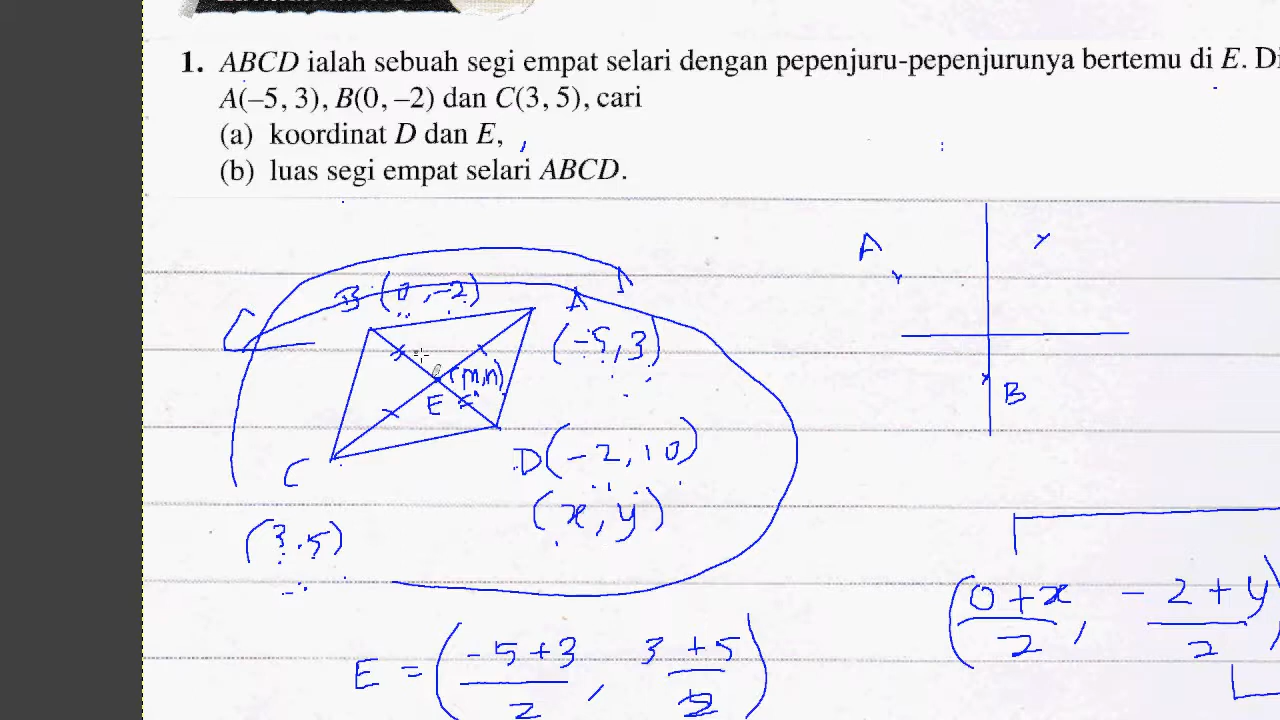 1. ABCD ialah sebuah segi empat selari dengan pepenjuru-pepenjurunya bertemu di E. Di
A(–5, 3), B(0, –2) dan C(3, 5), cari
(a) koordinat D dan E,
(b) luas segi empat selari ABCD.
A
B (0, -2)
A
(-5, 3)
(m,n)
E
B
C
D(-2, 10)
(x, y)
(3, 5)
(0+x/2, -2+y/2)
E = (-5+3/2, 3+5/2)